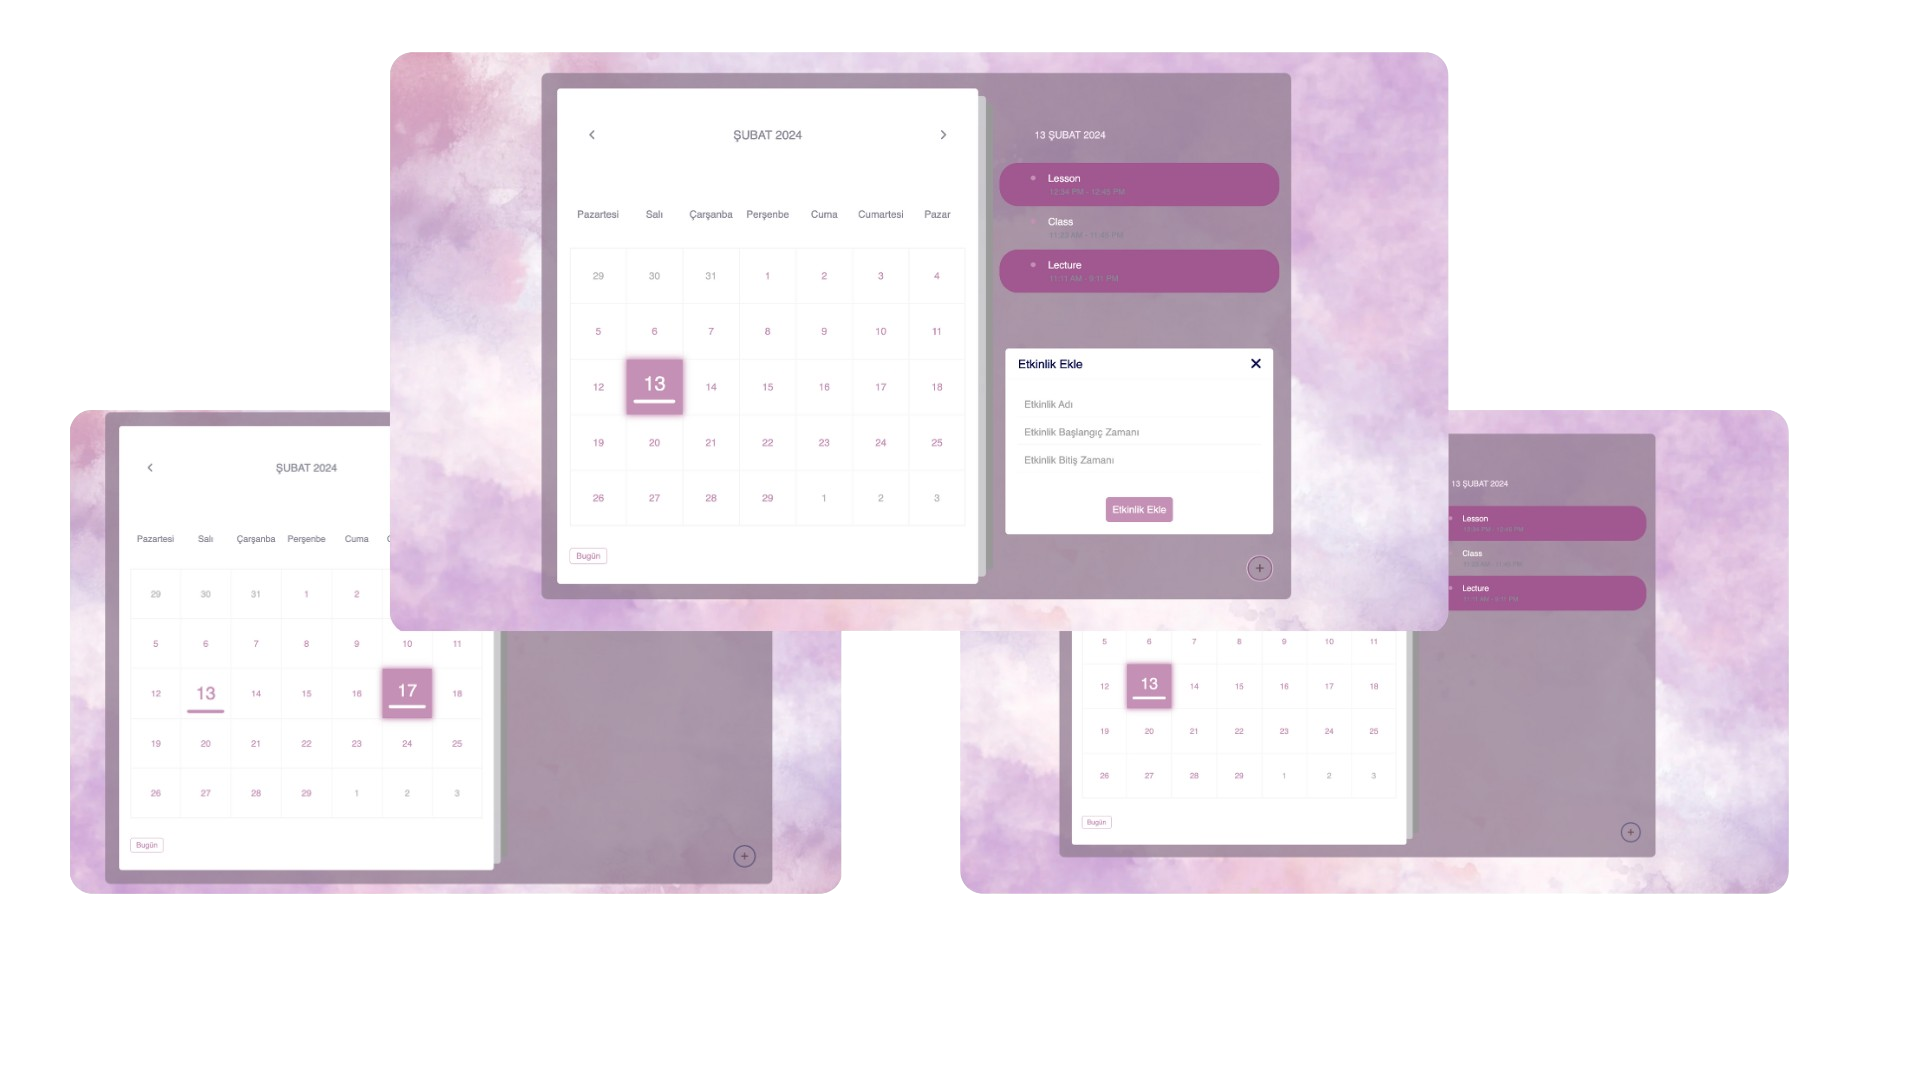 ŞUBAT 2024
Pazartesi Salı Çarşanba Perşenbe Cuma Cumartesi Pazar
29 30 31 1 2 3 4
5 6 7 8 9 10 11
12 13 14 15 16 17 18
19 20 21 22 23 24 25
26 27 28 29 1 2 3
Bugün
13 ŞUBAT 2024
Lesson
12:34 PM - 12:45 PM
Class
Lecture
Etkinlik Ekle
Etkinlik Adı
Etkinlik Başlangıç Zamanı
Etkinlik Bitiş Zamanı
Etkinlik Ekle
ŞUBAT 2024
Pazartesi Salı Çarşanba Perşenbe Cuma
29 30 31 1 2
5 6 7 8 9 10 11
12 13 14 15 16 17 18
19 20 21 22 23 24 25
26 27 28 29 1 2 3
Bugün
13 ŞUBAT 2024
Lesson
Class
Lecture
5 6 7 8 9 10 11
12 13 14 15 16 17 18
19 20 21 22 23 24 25
26 27 28 29 1 2 3
Bugün